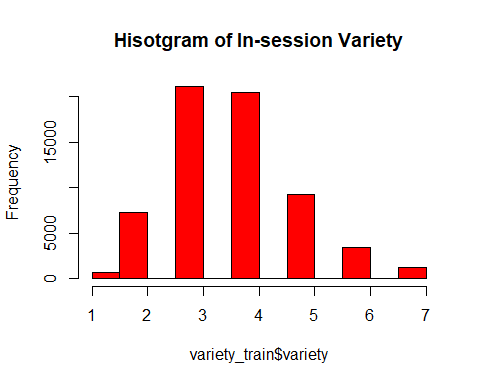 Hisotgram of In-session Variety
Frequency
15000
5000
0
1 2 3 4 5 6 7
variety_train$variety